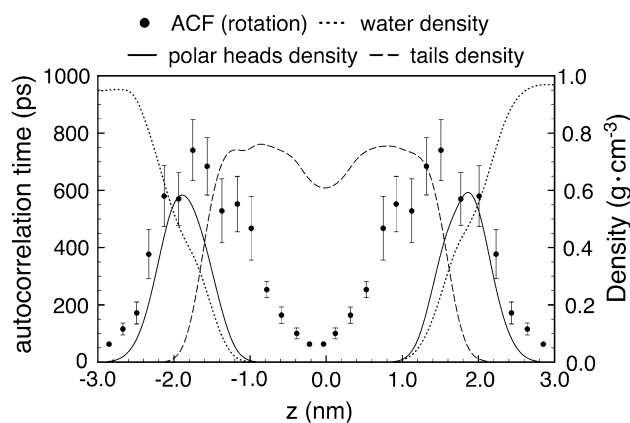 ACF (rotation) water density
polar heads density tails density
autocorrelation time (ps)
1000
800
600
400
200
0
1.0
0.8
0.6
0.4
0.2
0.0
Density (g·cm-3)
-3.0 -2.0 -1.0 0.0 1.0 2.0 3.0
z (nm)